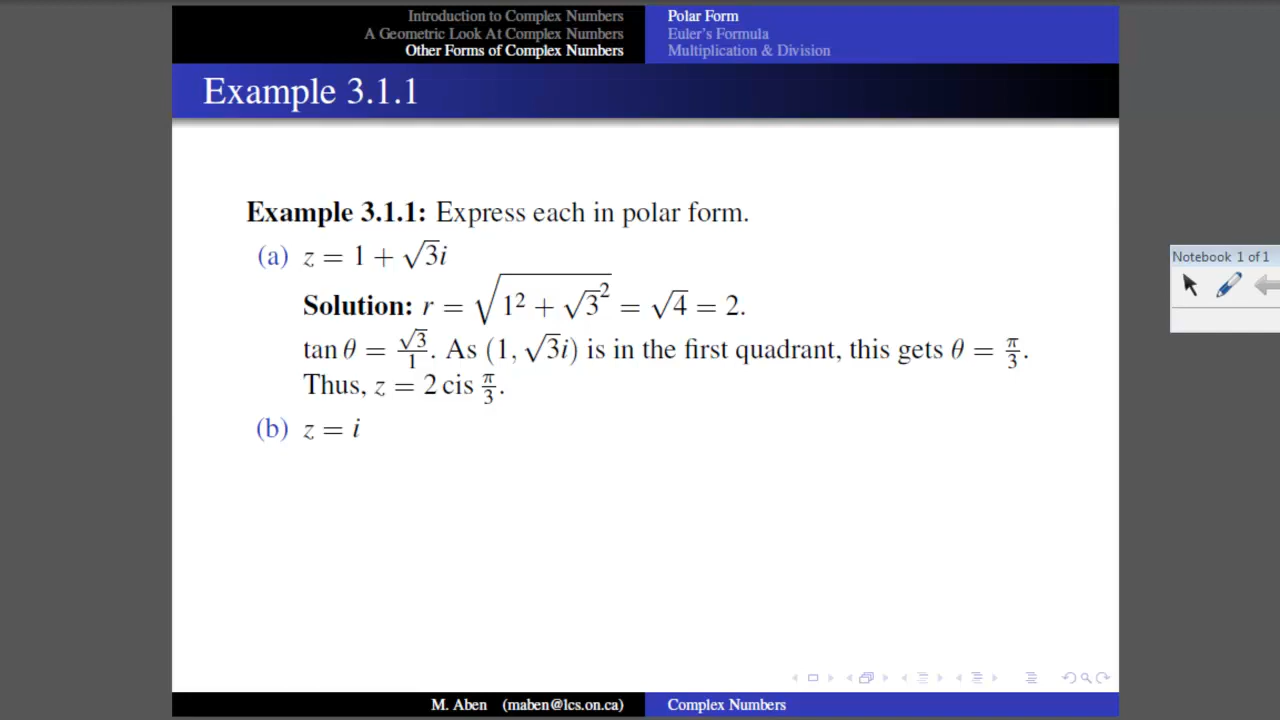 Introduction to Complex Numbers
A Geometric Look At Complex Numbers
Other Forms of Complex Numbers
Polar Form
Euler's Formula
Multiplication & Division
Example 3.1.1
Example 3.1.1: Express each in polar form.
(a) z = 1 + √3i
Solution: r = √(1² + √3²) = √4 = 2.
tan θ = √3/1. As (1, √3i) is in the first quadrant, this gets θ = π/3.
Thus, z = 2 cis π/3.
(b) z = i
Notebook 1 of 1
M. Aben (maben@lcs.on.ca)
Complex Numbers